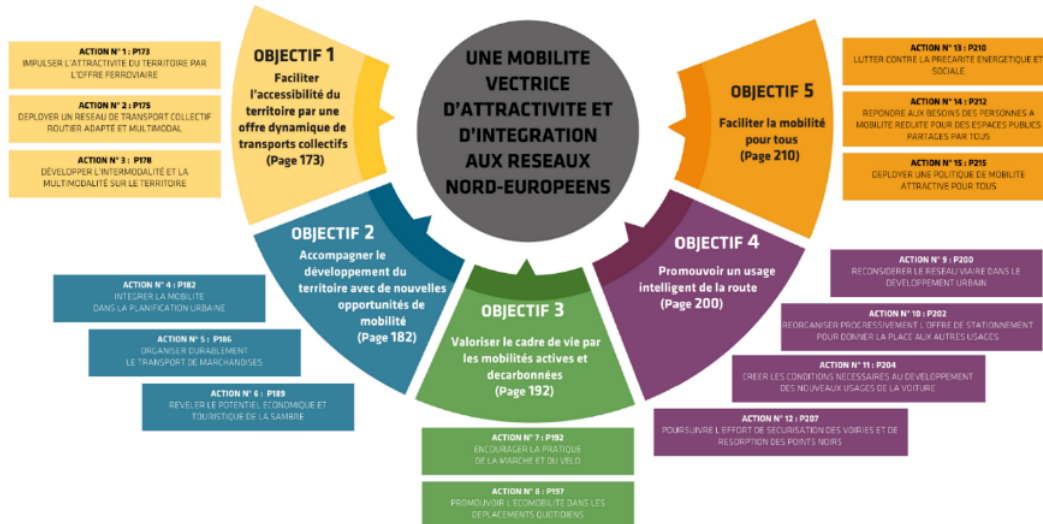 UNE MOBILITE
VECTRICE
D'ATTRACTIVITE ET
D'INTEGRATION
AUX RESEAUX
NORD-EUROPEENS
OBJECTIF 1
Faciliter
l'accessibilité du
territoire par une
offre dynamique de
transports collectifs
(Page 173)
ACTION N° 1 : P173
IMPULSER L'ATTRACTIVITE DU TERRITOIRE PAR
L'OFFRE FERROVIAIRE
ACTION N° 2 : P175
DEPLOYER UN RESEAU DE TRANSPORT COLLECTIF
ROUTIER ADAPTÉ ET MULTIMODAL
ACTION N° 3 : P178
DÉVELOPPER L'INTERMODALITÉ ET LA
MULTIMODALITÉ SUR LE TERRITOIRE
OBJECTIF 2
Accompagner le
développement du
territoire avec de nouvelles
opportunités de
mobilité
(Page 182)
ACTION N° 4 : P182
INTEGRER LA MOBILITE
DANS LA PLANIFICATION URBAINE
ACTION N° 5 : P186
ORGANISER DURABLEMENT
LE TRANSPORT DE MARCHANDISES
ACTION N° 6 : P189
REVELER LE POTENTIEL ECONOMIQUE ET
TOURISTIQUE DE LA SAMBRE
OBJECTIF 3
Valoriser le cadre de vie par
les mobilités actives et
decarbonnées
(Page 192)
ACTION N° 7 : P192
ENCOURAGER LA PRATIQUE
DE LA MARCHE ET DU VELO
ACTION N° 8 : P197
PROMOUVOIR L'ECOMOBILITE DANS LES
DEPLACEMENTS QUOTIDIENS
OBJECTIF 4
Promouvoir un usage
intelligent de la route
(Page 200)
ACTION N° 9 : P200
RECONSIDERER LE RESEAU VIAIRE DANS LE
DEVELOPPEMENT URBAIN
ACTION N° 10 : P202
REORGANISER PROGRESSIVEMENT L'OFFRE DE STATIONNEMENT
POUR DONNER LA PLACE AUX AUTRES USAGES
ACTION N° 11 : P204
CREER LES CONDITIONS NECESSAIRES AU DEVELOPPEMENT
DES NOUVEAUX USAGES DE LA VOITURE
ACTION N° 12 : P207
POURSUIVRE L'EFFORT DE SECURISATION DES VOIRIES ET DE
RESORPTION DES POINTS NOIRS
OBJECTIF 5
Faciliter la mobilité
pour tous
(Page 210)
ACTION N° 13 : P210
LUTTER CONTRE LA PRECARITE ENERGETIQUE ET
SOCIALE
ACTION N° 14 : P212
REPONDRE AUX BESOINS DES PERSONNES A
MOBILITE REDUITE POUR DES ESPACES PUBLICS
PARTAGES PAR TOUS
ACTION N° 15 : P215
DEPLOYER UNE POLITIQUE DE MOBILITE
ATTRACTIVE POUR TOUS